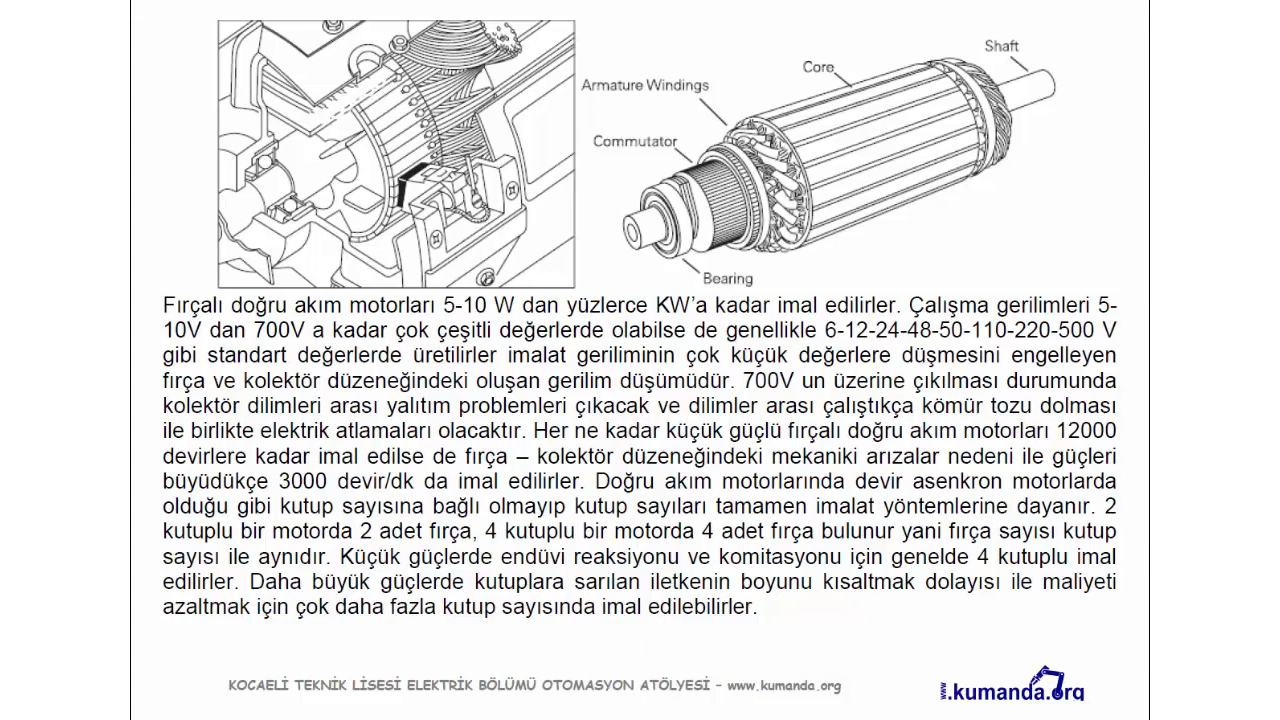 Shaft
Core
Armature Windings
Commutator
Bearing
Fırçalı doğru akım motorları 5-10 W dan yüzlerce KW'a kadar imal edilirler. Çalışma gerilimleri 5-
10V dan 700V a kadar çok çeşitli değerlerde olabilse de genellikle 6-12-24-48-50-110-220-500 V
gibi standart değerlerde üretilirler imalat geriliminin çok küçük değerlere düşmesini engelleyen
fırça ve kolektör düzeneğindeki oluşan gerilim düşümüdür. 700V un üzerine çıkılması durumunda
kolektör dilimleri arası yalıtım problemleri çıkacak ve dilimler arası çalıştıkça kömür tozu dolması
ile birlikte elektrik atlamaları olacaktır. Her ne kadar küçük güçlü fırçalı doğru akım motorları 12000
devirlere kadar imal edilse de fırça – kolektör düzeneğindeki mekaniki arızalar nedeni ile güçleri
büyüdükçe 3000 devir/dk da imal edilirler. Doğru akım motorlarında devir asenkron motorlarda
olduğu gibi kutup sayısına bağlı olmayıp kutup sayıları tamamen imalat yöntemlerine dayanır. 2
kutuplu bir motorda 2 adet fırça, 4 kutuplu bir motorda 4 adet fırça bulunur yani fırça sayısı kutup
sayısı ile aynıdır. Küçük güçlerde endüvi reaksiyonu ve komitasyonu için genelde 4 kutuplu imal
edilirler. Daha büyük güçlerde kutuplara sarılan iletkenin boyunu kısaltmak dolayısı ile maliyeti
azaltmak için çok daha fazla kutup sayısında imal edilebilirler.
KOCAELİ TEKNİK LİSESİ ELEKTRİK BÖLÜMÜ OTOMASYON ATÖLYESİ – www.kumanda.org
www.kumanda.org